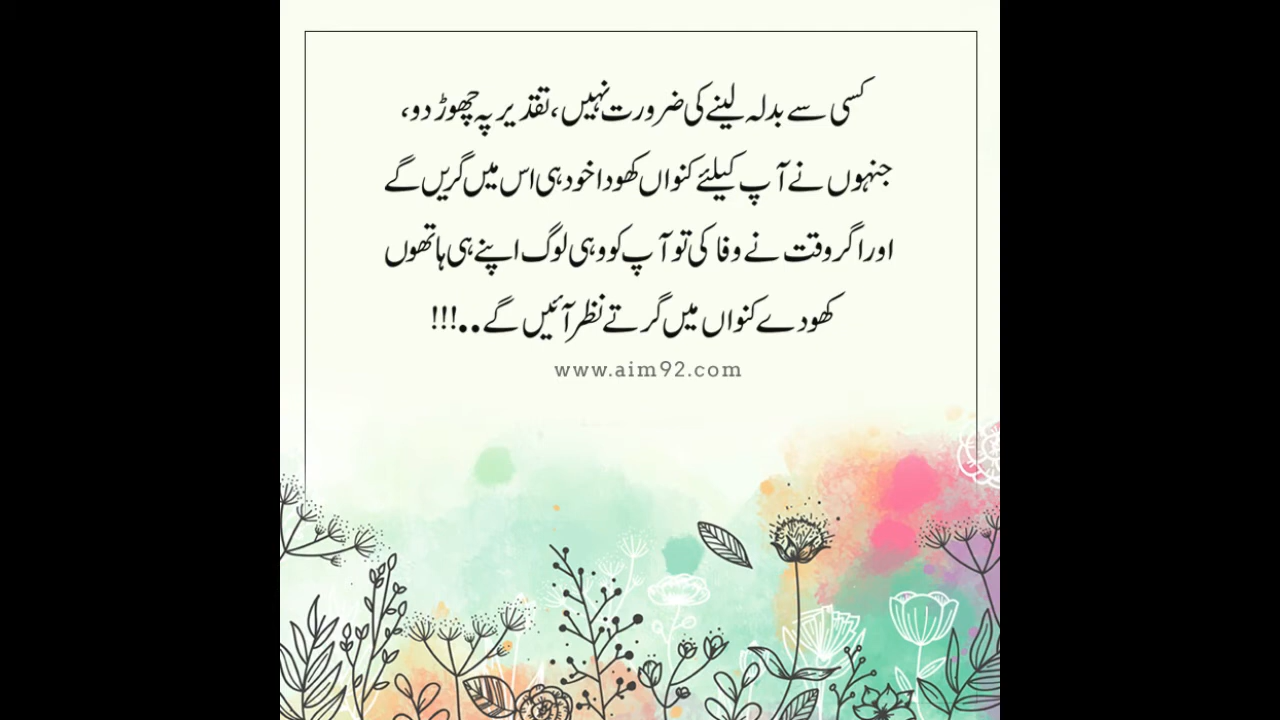 کسی سے بدلہ لینے کی ضرورت نہیں، تقدیر پہ چھوڑ دو،
جنہوں نے آپ کیلئے کنواں کھودا خود ہی اس میں گریں گے
اور اگر وقت نے وفا کی تو آپ کو وہی لوگ اپنے ہی ہاتھوں
کھودے کنواں میں گرتے نظر آئیں گے..!!!
www.aim92.com